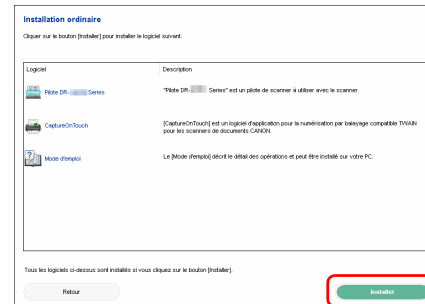 Installation ordinaire
Cliquer sur le bouton [Installer] pour installer le logiciel suivant.
Logiciel Description
Pilote DR- Series "Pilote DR- Series" est un pilote de scanner à utiliser avec le scanner.
CaptureOnTouch [CaptureOnTouch] est un logiciel d'application pour la numérisation par balayage compatible TWAIN
pour les scanners de documents CANON.
Mode d'emploi Le [Mode d'emploi] décrit le détail des opérations et peut être installé sur votre PC.
Tous les logiciels ci-dessus sont installés si vous cliquez sur le bouton [Installer].
Retour Installer